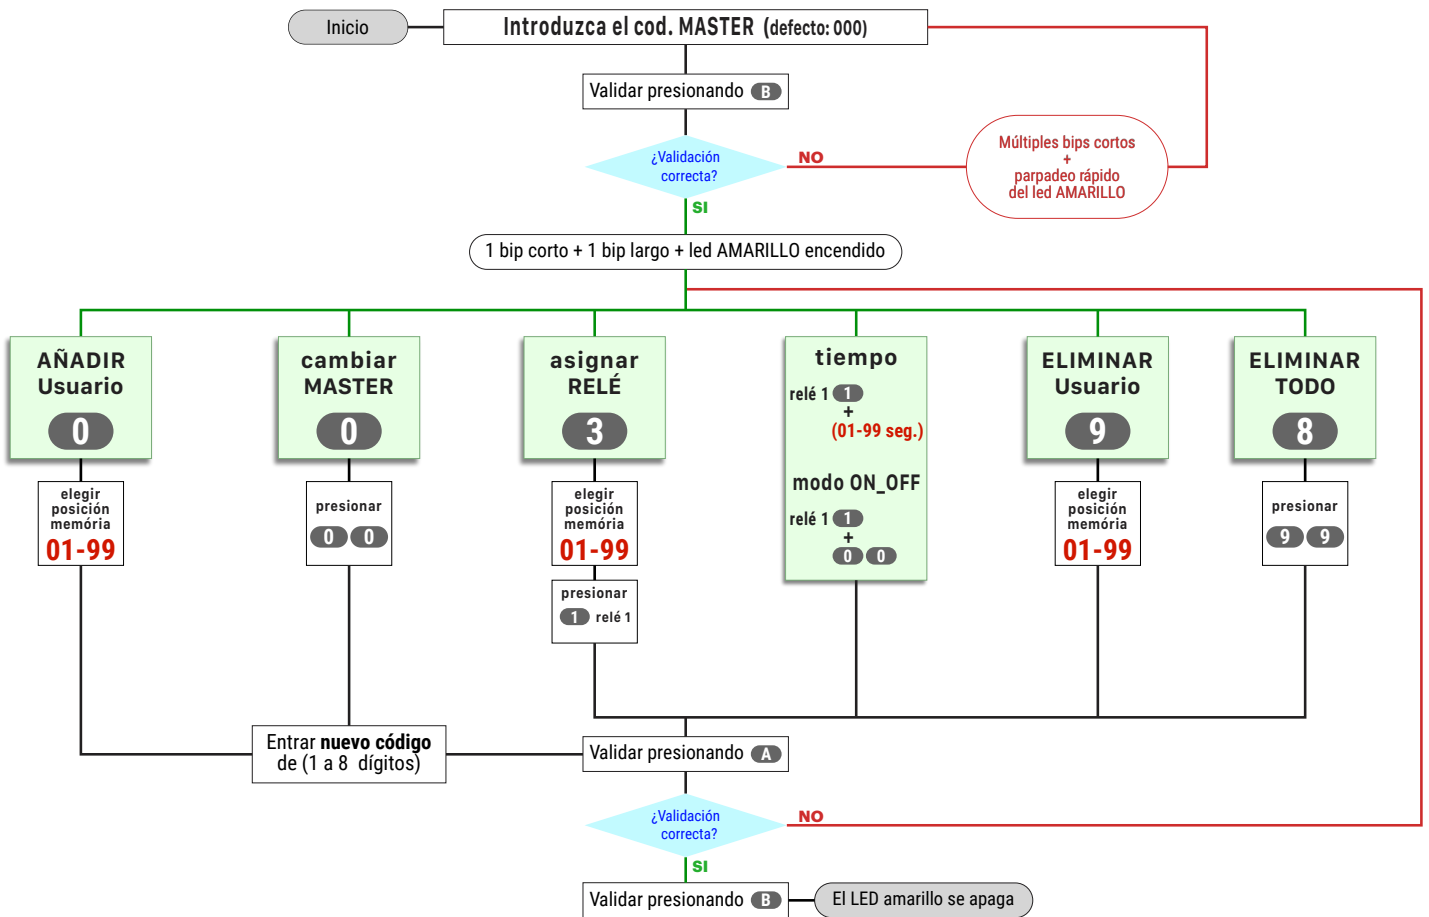 Inicio
Introduzca el cod. MASTER (defecto: 000)
Validar presionando B
¿Validación
correcta?
NO
Múltiples bips cortos
+
parpadeo rápido
del led AMARILLO
SI
1 bip corto + 1 bip largo + led AMARILLO encendido
AÑADIR
Usuario
0
elegir
posición
memória
01-99
cambiar
MASTER
0
presionar
0 0
asignar
RELÉ
3
elegir
posición
memória
01-99
presionar
1 relé 1
tiempo
relé 1 1
+
(01-99 seg.)
modo ON_OFF
relé 1 1
+
0 0
ELIMINAR
Usuario
9
elegir
posición
memória
01-99
ELIMINAR
TODO
8
presionar
9 9
Entrar nuevo código
de (1 a 8 dígitos)
Validar presionando A
¿Validación
correcta?
NO
SI
Validar presionando B
El LED amarillo se apaga